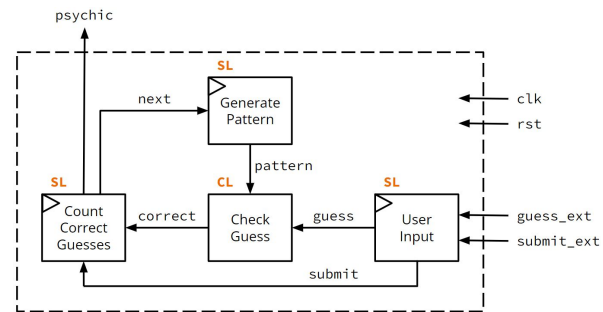 psychic
SL
next
Generate
Pattern
clk
rst
pattern
SL
CL
SL
Count
Correct
Guesses
correct
Check
Guess
guess
User
Input
guess_ext
submit_ext
submit